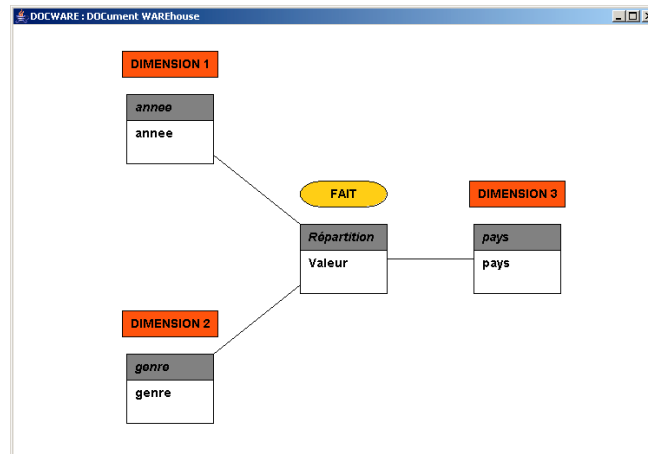 DOCWARE : DOCument WAREhouse
DIMENSION 1
annee
annee
FAIT
DIMENSION 3
Répartition
Valeur
pays
pays
DIMENSION 2
genre
genre